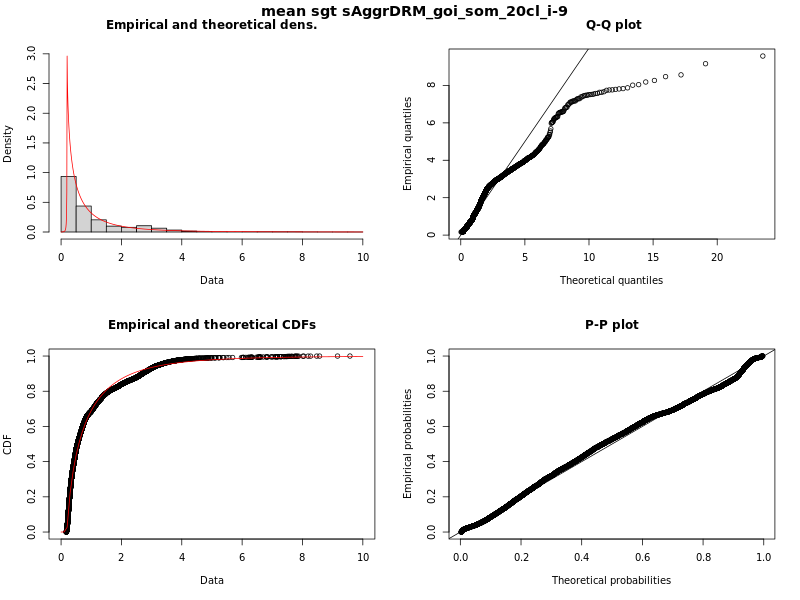 mean sgt sAggrDRM_goi_som_20cl_i-9
Empirical and theoretical dens.
Density
0.0 0.5 1.0 1.5 2.0 2.5 3.0
0 2 4 6 8 10
Data
Q-Q plot
Empirical quantiles
0 2 4 6 8
0 5 10 15 20
Theoretical quantiles
Empirical and theoretical CDFs
CDF
0.0 0.2 0.4 0.6 0.8 1.0
0 2 4 6 8 10
Data
P-P plot
Empirical probabilities
0.0 0.2 0.4 0.6 0.8 1.0
0.0 0.2 0.4 0.6 0.8 1.0
Theoretical probabilities